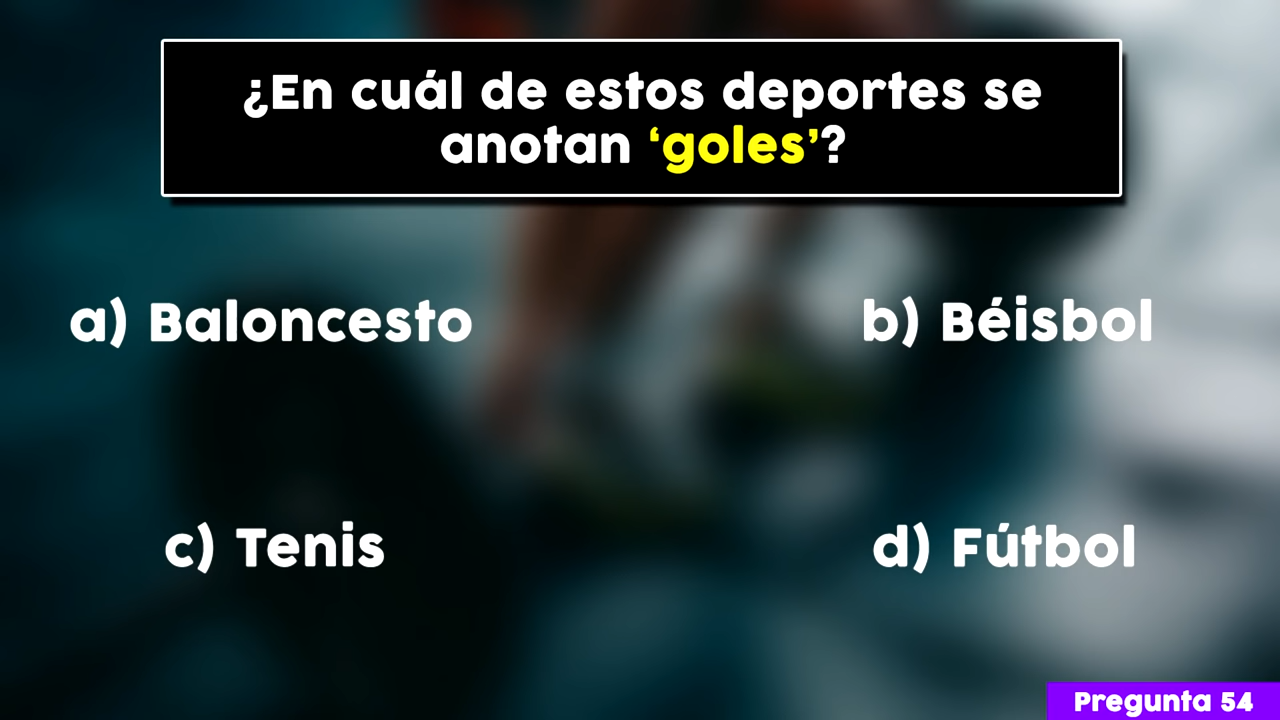 ¿En cuál de estos deportes se
anotan ‘goles’?
a) Baloncesto
b) Béisbol
c) Tenis
d) Fútbol
Pregunta 54